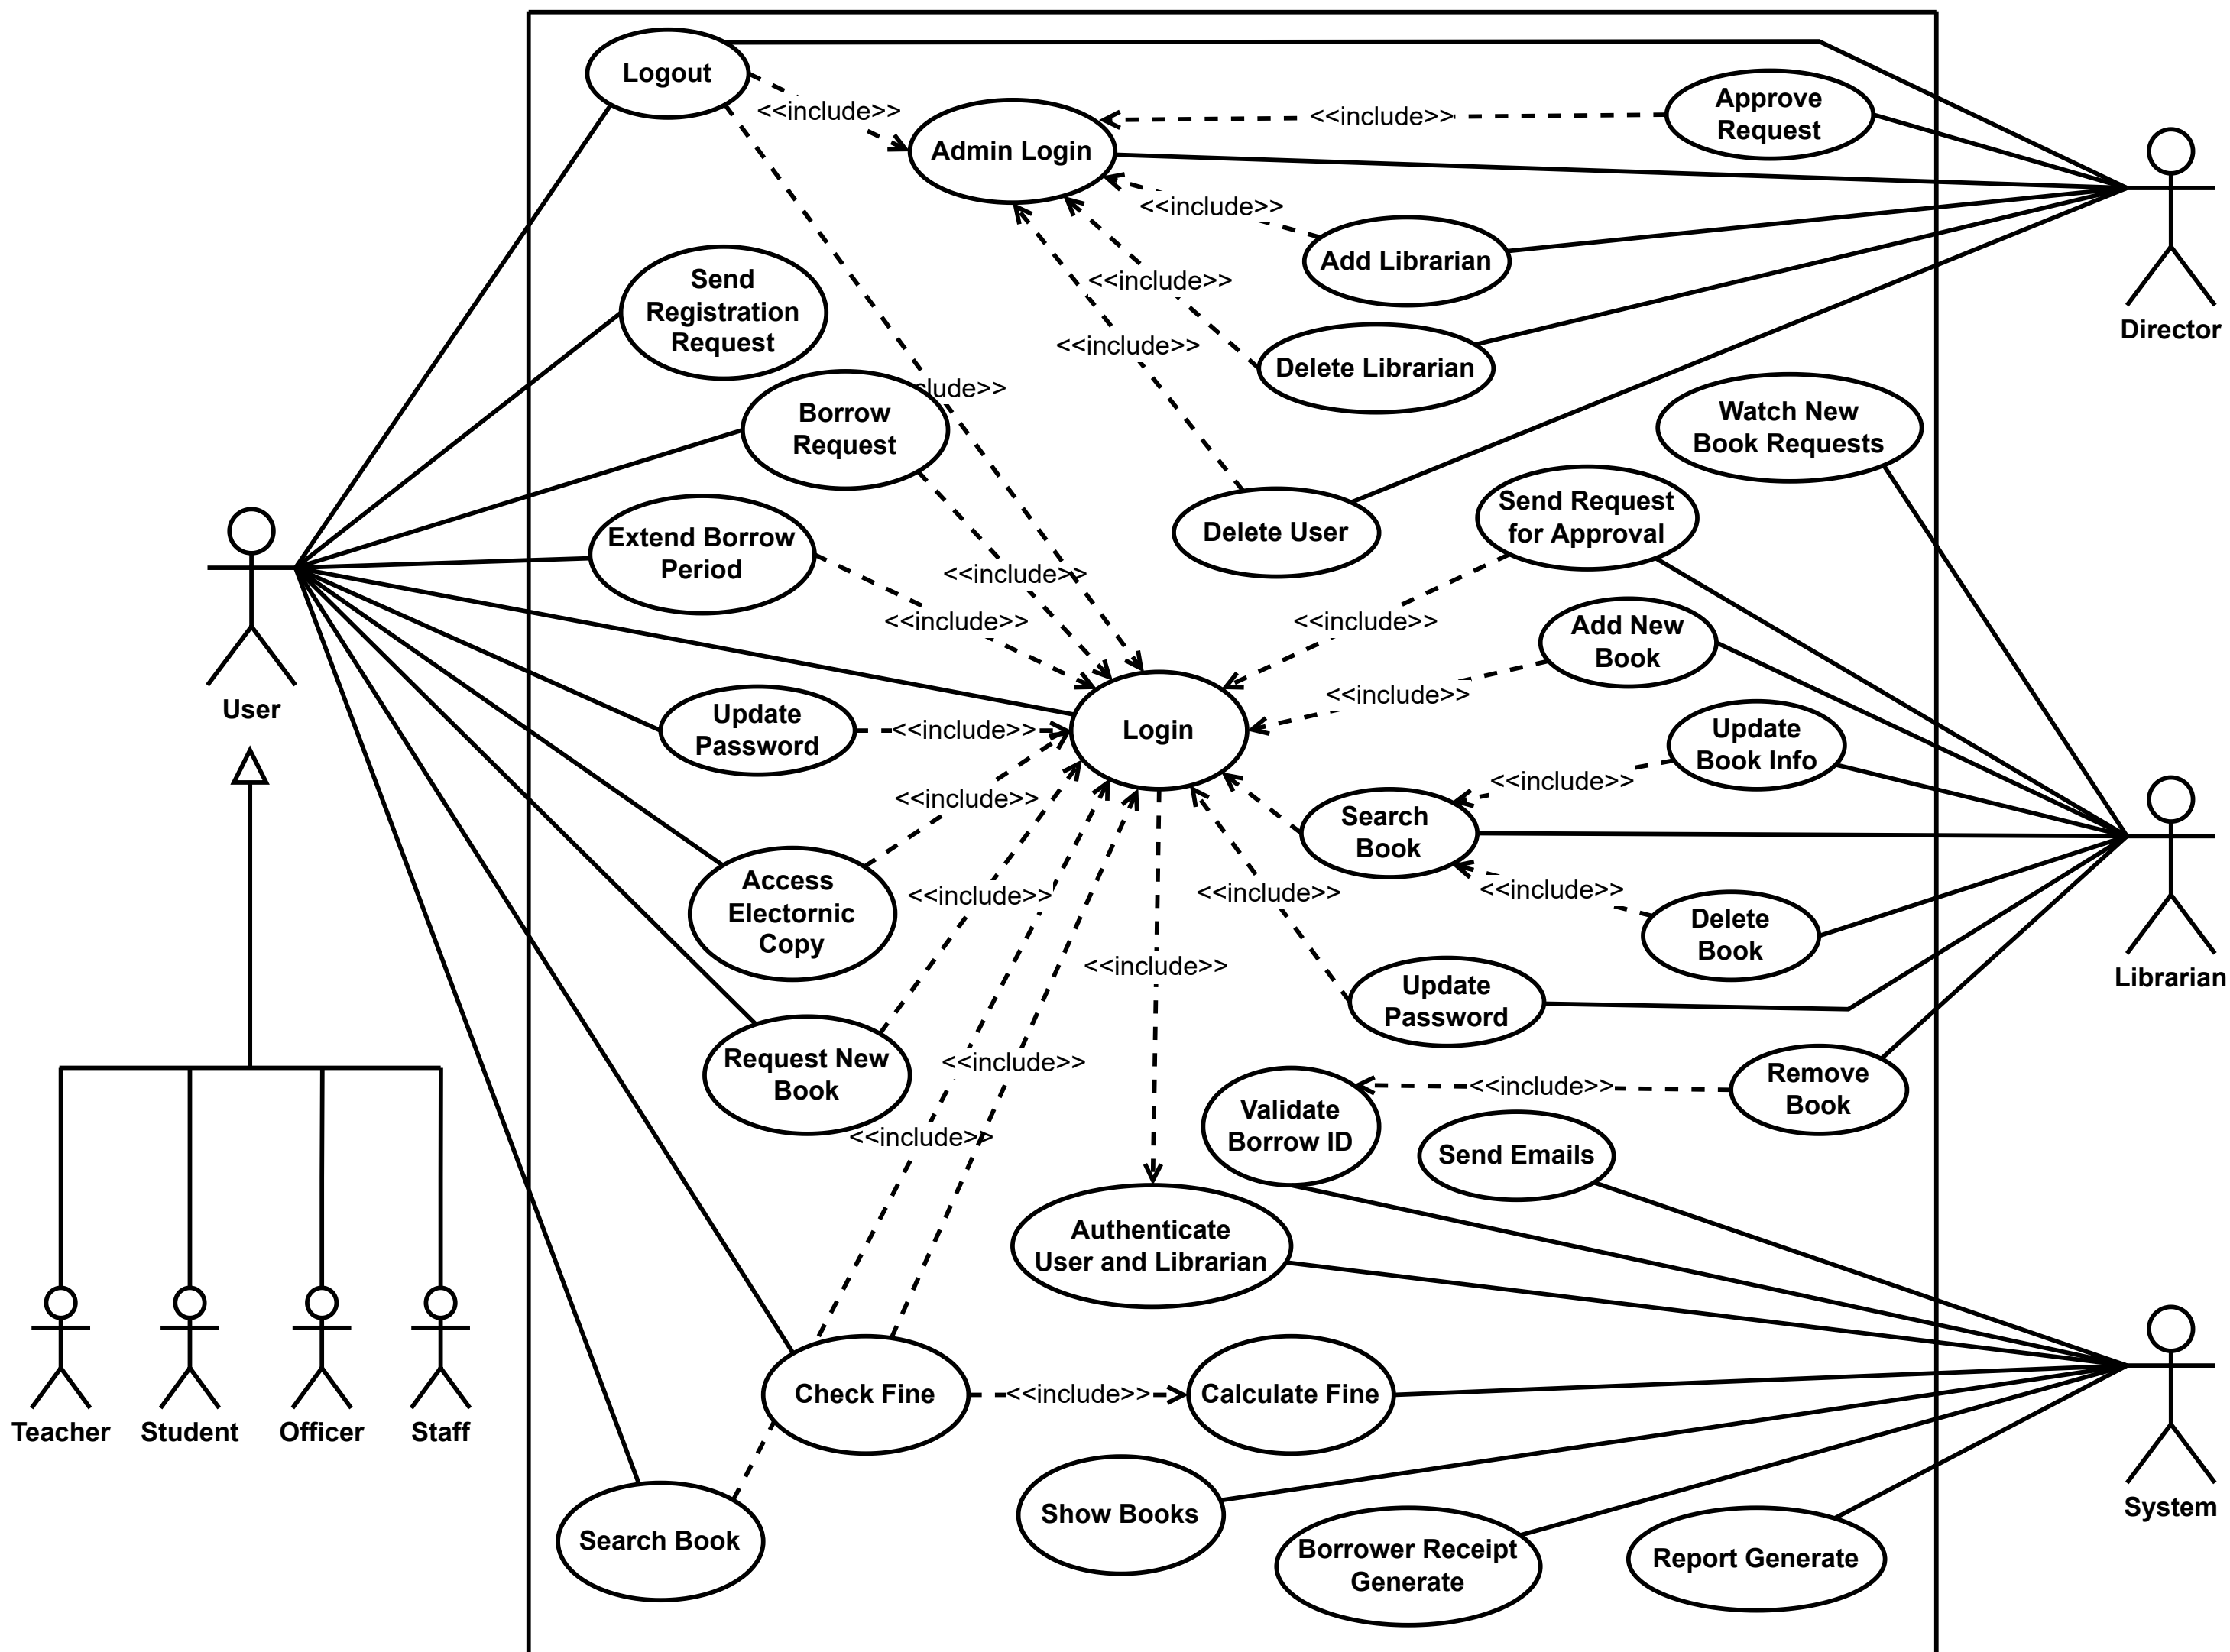 Logout
<<include>>
Admin Login
<<include>>
Approve
Request
<<include>>
Add Librarian
Director
Send
Registration
Request
<<include>>
Delete Librarian
<<include>>
Borrow
Request
clude>>
Watch New
Book Requests
Delete User
Send Request
for Approval
Extend Borrow
Period
<<include>>
<<include>>
<<include>>
Add New
Book
User
Update
Password
<<include>>
Login
<<include>>
Update
Book Info
<<include>>
<<include>>
Search
Book
Access
Electornic
Copy
<<include>>
<<include>>
<<include>>
Delete
Book
Librarian
<<include>>
Update
Password
Request New
Book
<<include>>
<<include>>
Validate
Borrow ID
<<include>>
Remove
Book
Send Emails
Authenticate
User and Librarian
Check Fine
<<include>>
Calculate Fine
Teacher
Student
Officer
Staff
System
Search Book
Show Books
Borrower Receipt
Generate
Report Generate